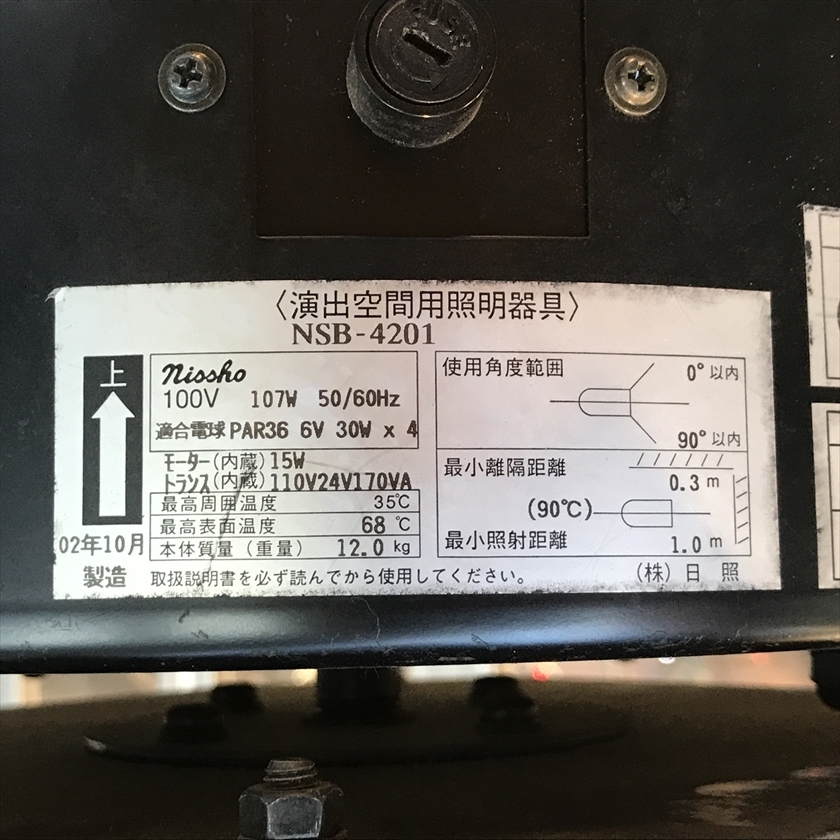 〈演出空間用照明器具〉
NSB-4201
上
nissho
100V 107W 50/60Hz
適合電球 PAR36 6V 30W x 4
モーター(内蔵)15W
トランス(内蔵)110V24V170VA
最高周囲温度 35℃
最高表面温度 68 ℃
本体質量（重量） 12.0 kg
02年10月
製造
取扱説明書を必ず読んでから使用してください。
使用角度範囲
0° 以内
90° 以内
最小離隔距離
0.3 m
(90℃)
最小照射距離
1.0 m
(株) 日 照